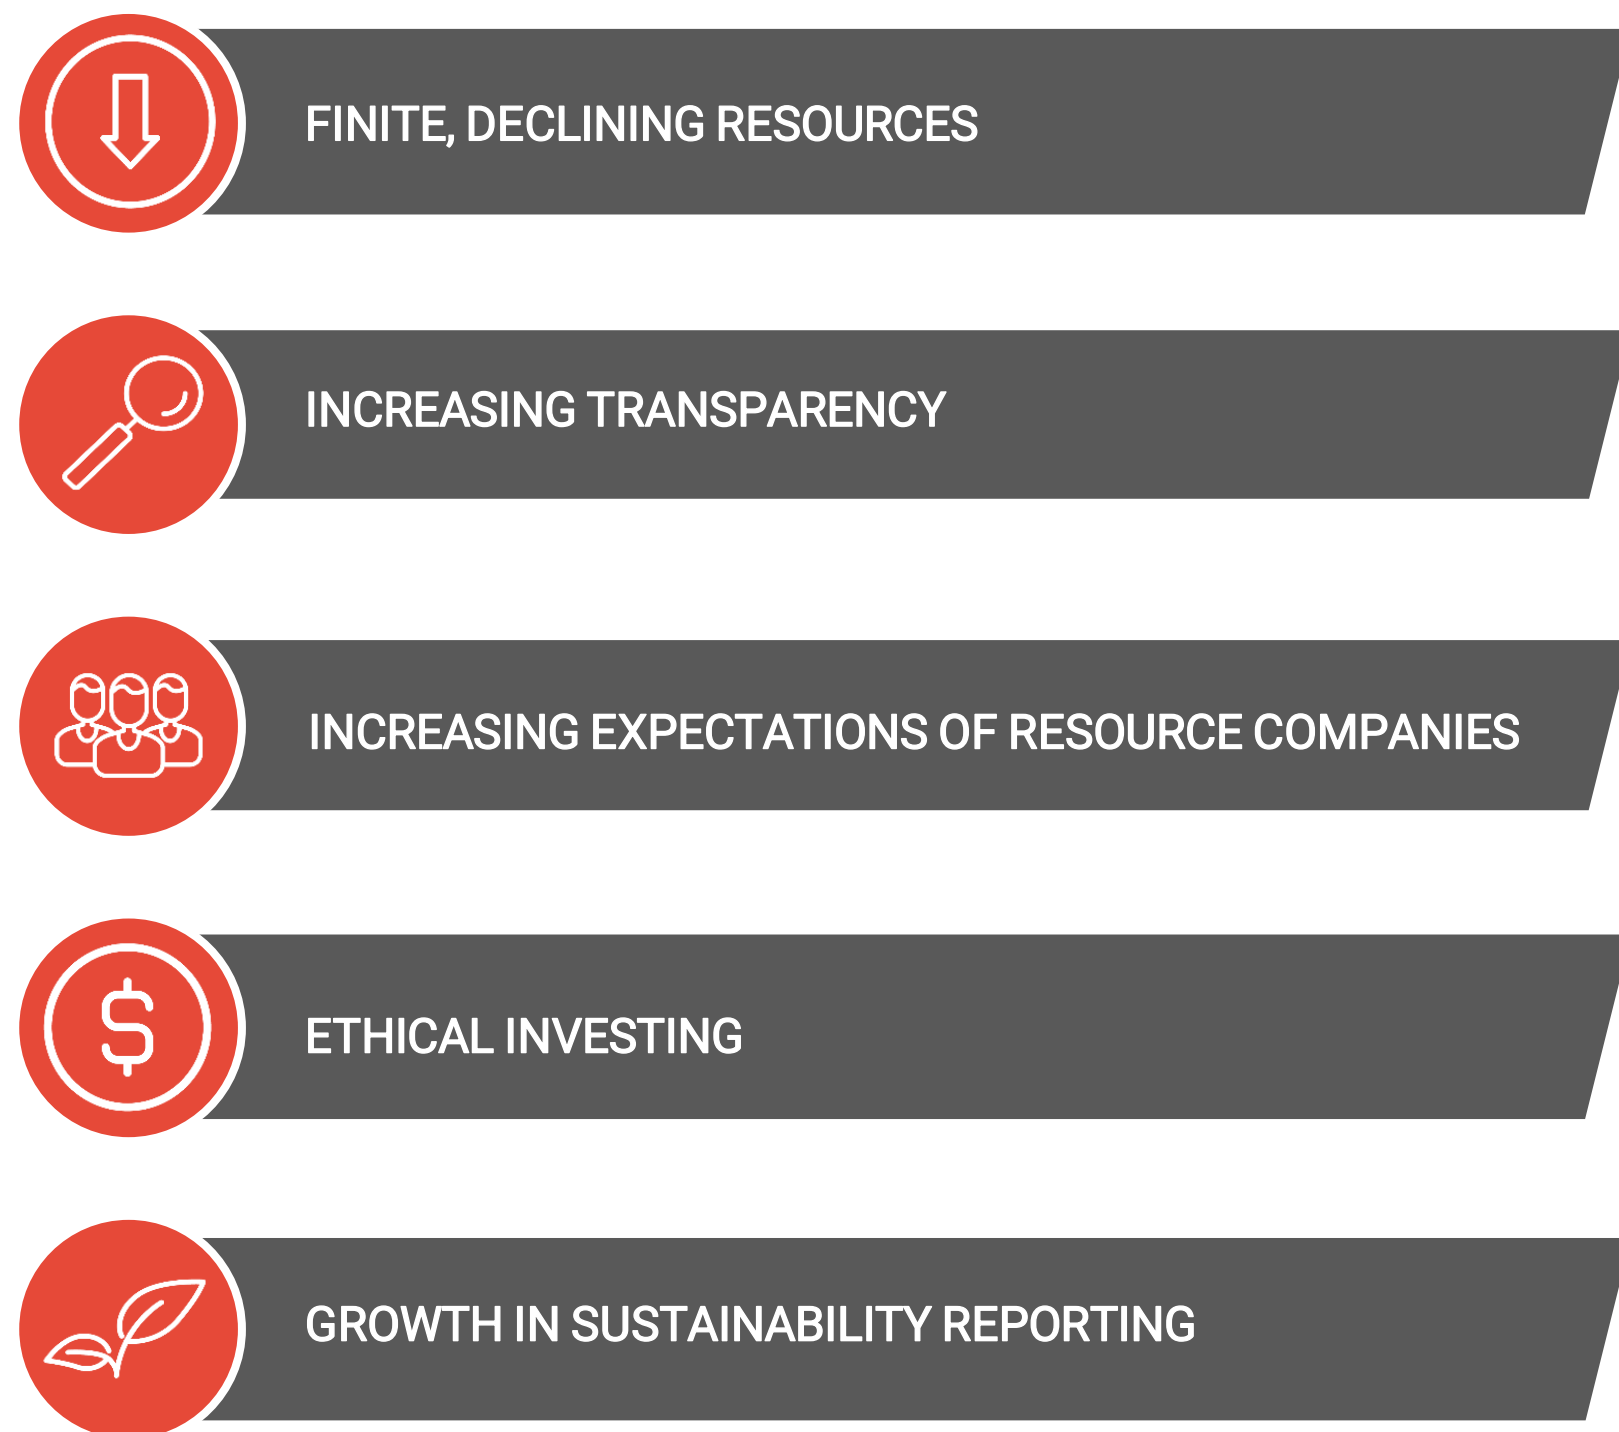 FINITE, DECLINING RESOURCES
INCREASING TRANSPARENCY
INCREASING EXPECTATIONS OF RESOURCE COMPANIES
$
ETHICAL INVESTING
GROWTH IN SUSTAINABILITY REPORTING